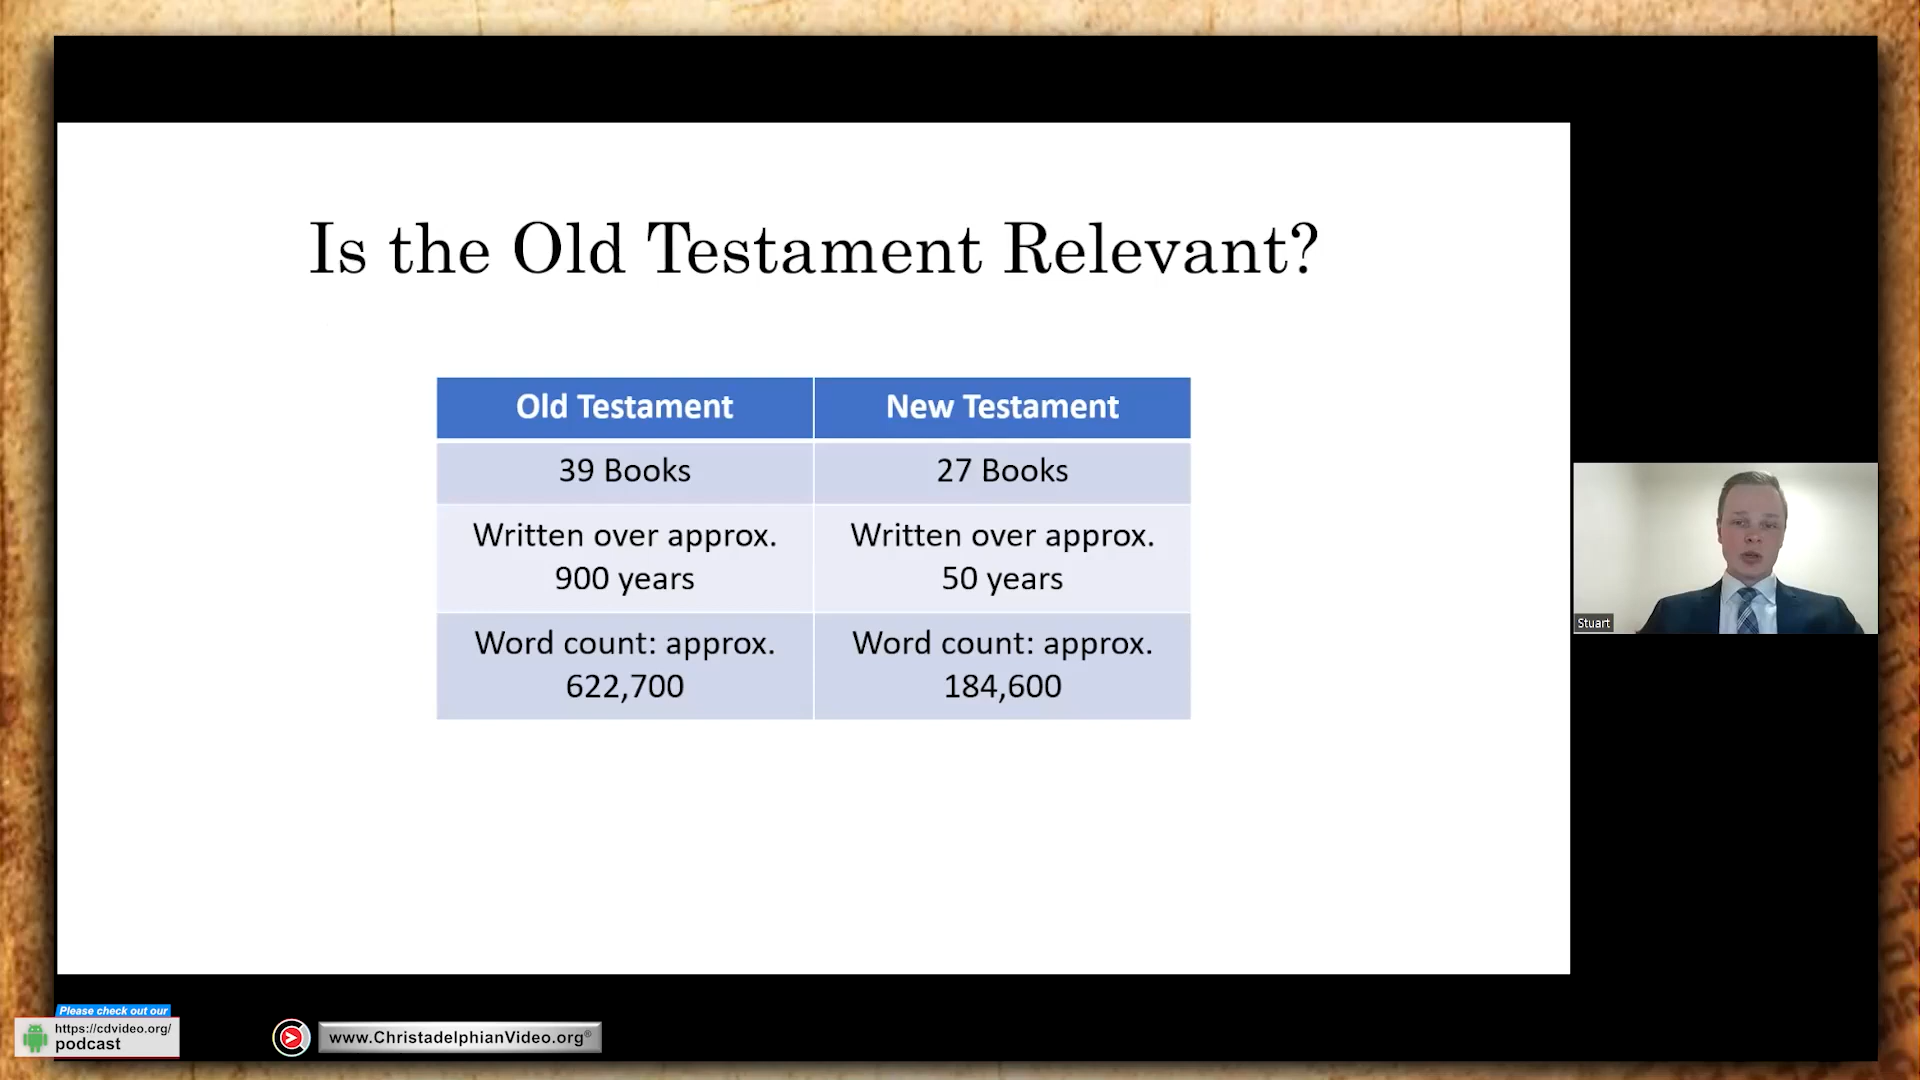 Is the Old Testament Relevant?
Old Testament
New Testament
39 Books
27 Books
Written over approx.
900 years
Written over approx.
50 years
Word count: approx.
622,700
Word count: approx.
184,600
Stuart
Please check out our
https://cdvideo.org/
podcast
www.ChristadelphianVideo.org®